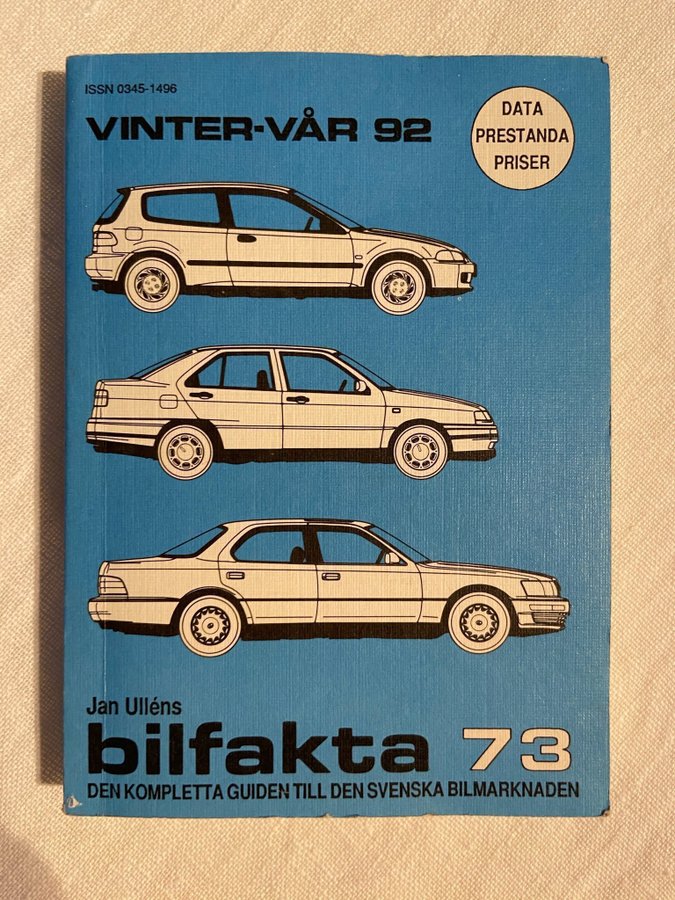 ISSN 0345-1496
VINTER-VÅR 92
DATA
PRESTANDA
PRISER
Jan Ulléns
bilfakta 73
DEN KOMPLETTA GUIDEN TILL DEN SVENSKA BILMARKNADEN